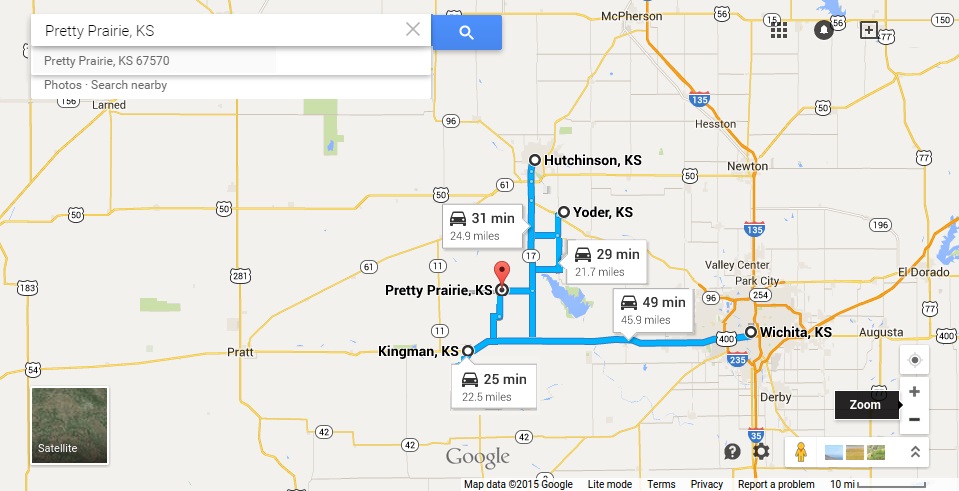 Pretty Prairie, KS
Pretty Prairie, KS 67570
Photos · Search nearby
McPherson
56
15
77
150
156
Larned
135
50
96
Hesston
77
Hutchinson, KS
Newton
61
50
50
50
50
Yoder, KS
31 min
24.9 miles
196
135
17
29 min
21.7 miles
Valley Center
Park City
El Dorado
281
61
11
183
Pretty Prairie, KS
49 min
45.9 miles
96
254
11
Wichita, KS
Augusta
400
400
Pratt
Kingman, KS
235
54
25 min
22.5 miles
Derby
Zoom
+
−
42
42
42
35
Satellite
Google
?
Map data ©2015 Google
Lite mode
Terms
Privacy
Report a problem
10 mi